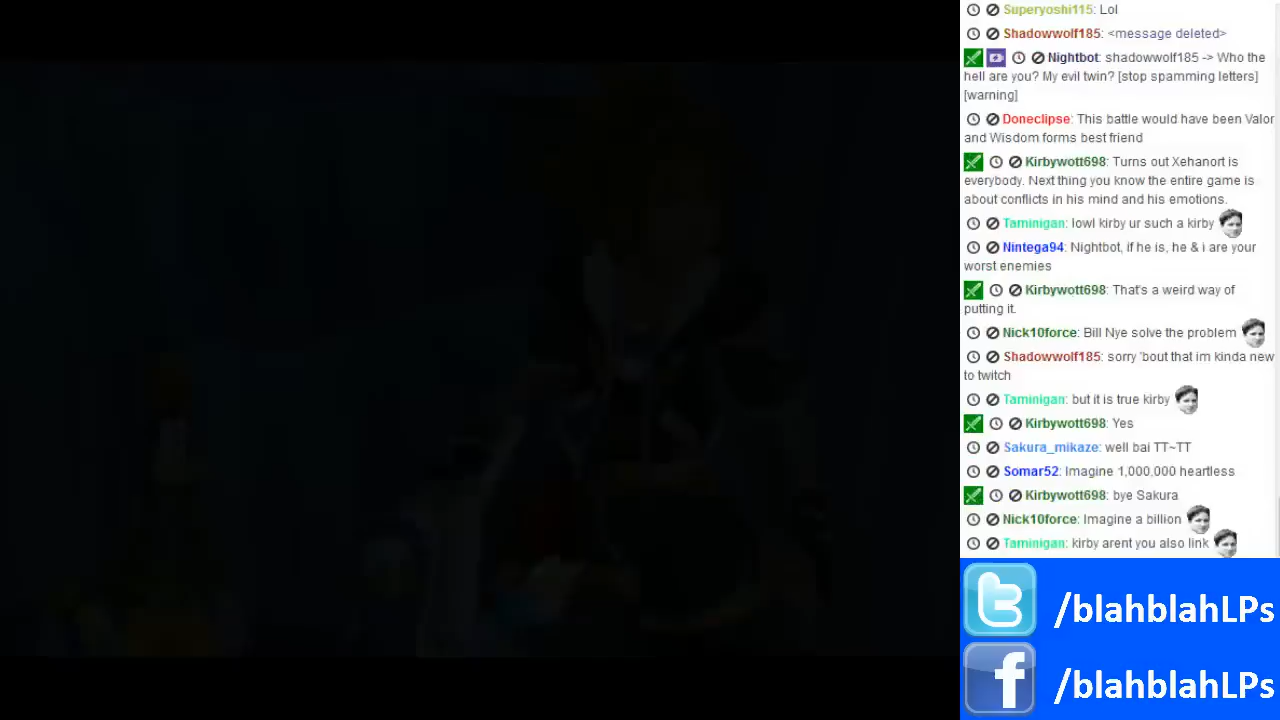 Superyoshi115: Lol
Shadowwolf185: <message deleted>
Nightbot: shadowwolf185 -> Who the
hell are you? My evil twin? [stop spamming letters]
[warning]
Doneclipse: This battle would have been Valor
and Wisdom forms best friend
Kirbywott698: Turns out Xehanort is
everybody. Next thing you know the entire game is
about conflicts in his mind and his emotions.
Taminigan: lowl kirby ur such a kirby
Nintega94: Nightbot, if he is, he & i are your
worst enemies
Kirbywott698: That's a weird way of
putting it.
Nick10force: Bill Nye solve the problem
Shadowwolf185: sorry 'bout that im kinda new
to twitch
Taminigan: but it is true kirby
Kirbywott698: Yes
Sakura_mikaze: well bai TT~TT
Somar52: Imagine 1,000,000 heartless
Kirbywott698: bye Sakura
Nick10force: Imagine a billion
Taminigan: kirby arent you also link
/blahblahLPs
/blahblahLPs